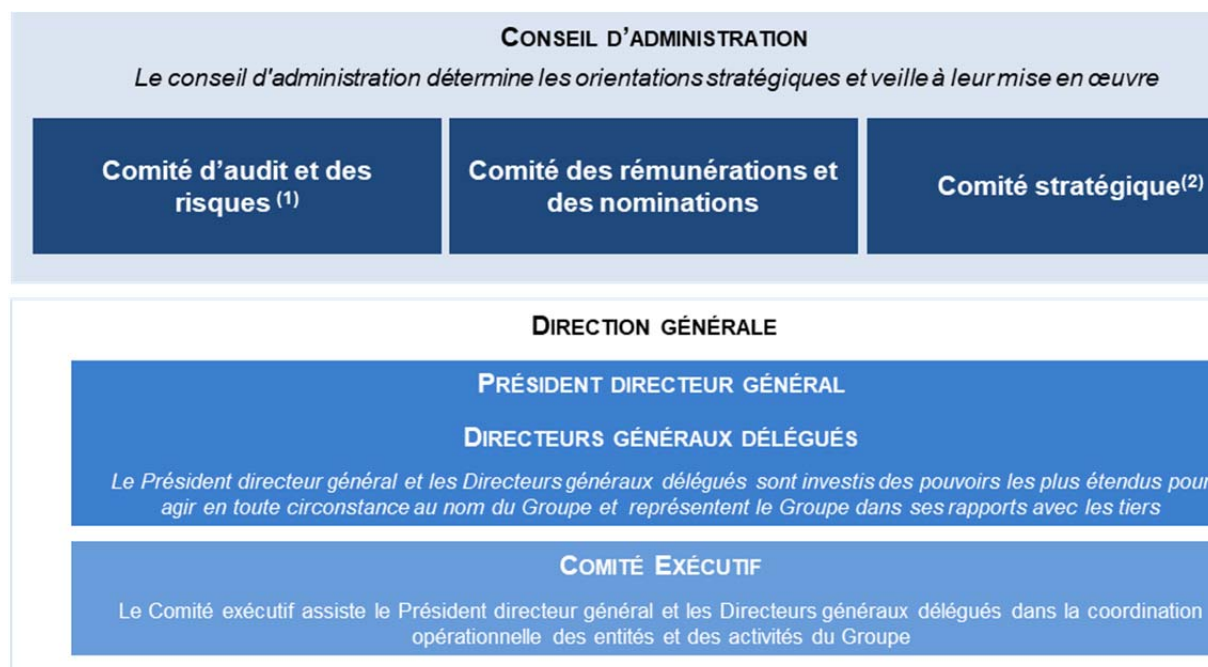 CONSEIL D'ADMINISTRATION
Le conseil d'administration détermine les orientations stratégiques et veille à leur mise en œuvre
Comité d'audit et des
risques (1)
Comité des rémunérations et
des nominations
Comité stratégique(2)
DIRECTION GÉNÉRALE
PRÉSIDENT DIRECTEUR GÉNÉRAL
DIRECTEURS GÉNÉRAUX DÉLÉGUÉS
Le Président directeur général et les Directeurs généraux délégués sont investis des pouvoirs les plus étendus pour
agir en toute circonstance au nom du Groupe et représentent le Groupe dans ses rapports avec les tiers
COMITÉ EXÉCUTIF
Le Comité exécutif assiste le Président directeur général et les Directeurs généraux délégués dans la coordination
opérationnelle des entités et des activités du Groupe